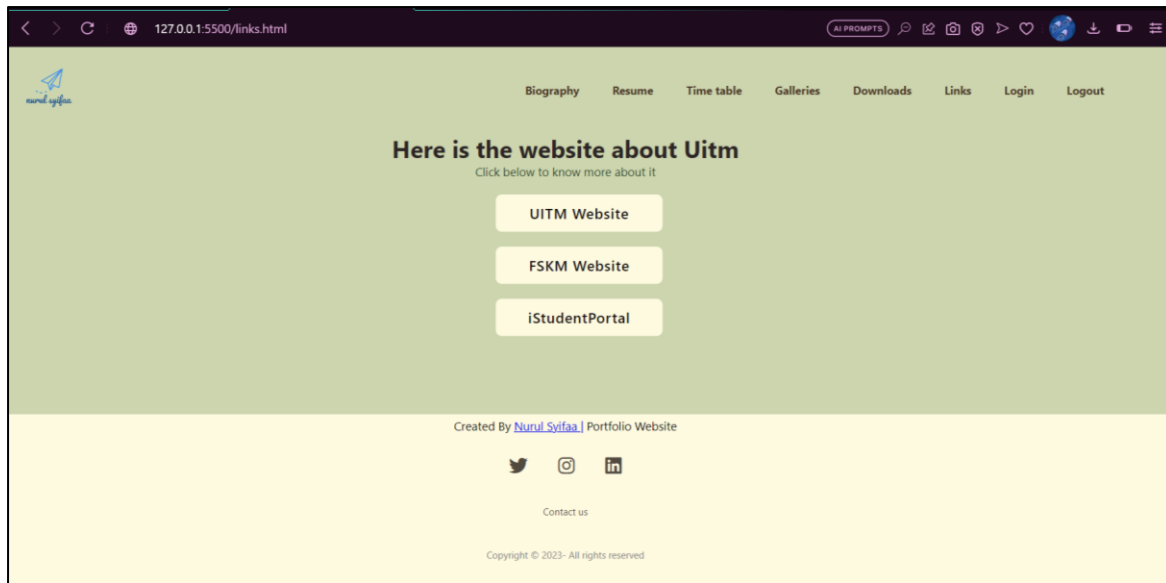 127.0.0.1:5500/links.html
AI PROMPTS
nurul syifaa
Biography Resume Time table Galleries Downloads Links Login Logout
Here is the website about Uitm
Click below to know more about it
UITM Website
FSKM Website
iStudentPortal
Created By Nurul Syifaa | Portfolio Website
Contact us
Copyright © 2023- All rights reserved